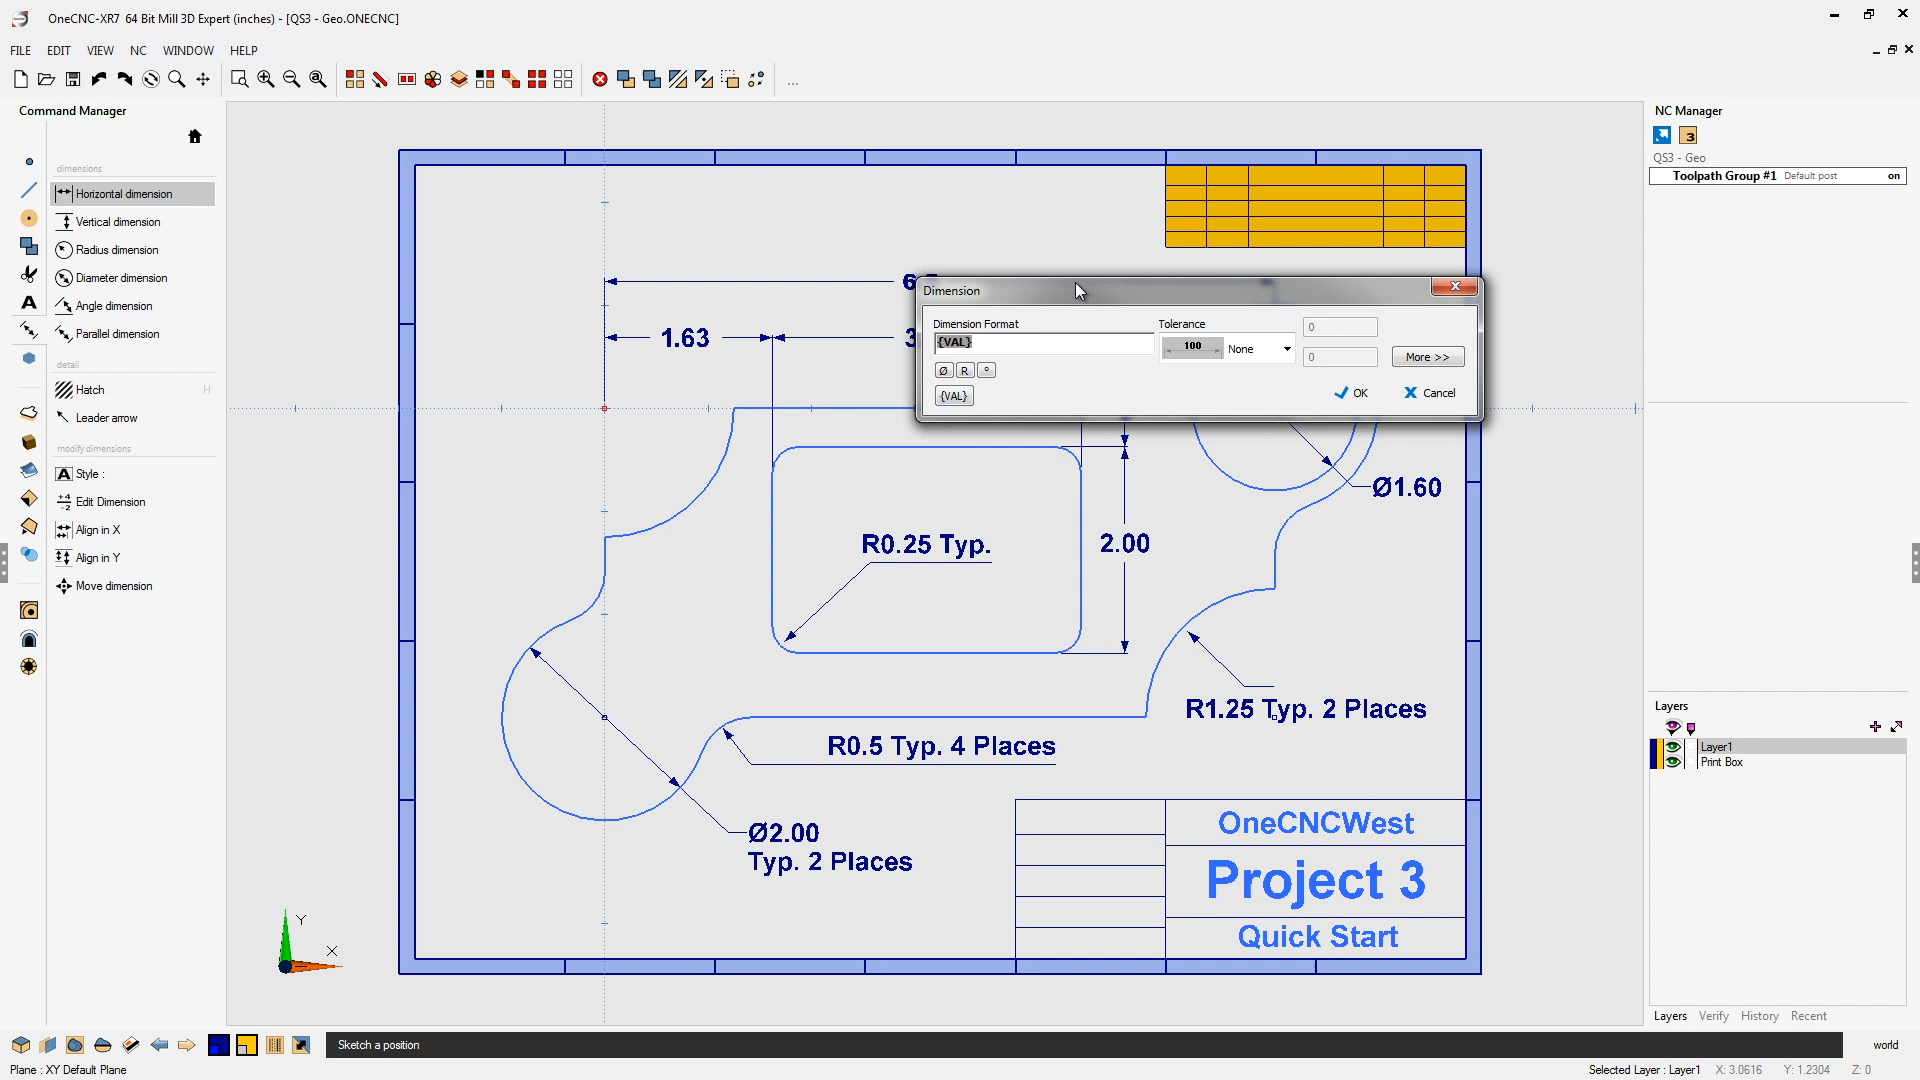 OneCNC-XR7 64 Bit Mill 3D Expert (inches) - [QS3 - Geo.ONECNC]
FILE EDIT VIEW NC WINDOW HELP
...
Command Manager
dimensions
Horizontal dimension
Vertical dimension
Radius dimension
Diameter dimension
Angle dimension
Parallel dimension
detail
Hatch H
Leader arrow
modify dimensions
Style :
Edit Dimension
Align in X
Align in Y
Move dimension
1.63
R0.25 Typ.
2.00
Ø1.60
R1.25 Typ. 2 Places
R0.5 Typ. 4 Places
Ø2.00
Typ. 2 Places
OneCNCWest
Project 3
Quick Start
Y
X
Dimension
Dimension Format
{VAL}
Ø R °
{VAL}
Tolerance
100 None
0
0
More >>
OK Cancel
NC Manager
3
QS3 - Geo
Toolpath Group #1 Default post on
Layers
Layer1
Print Box
Layers Verify History Recent
Sketch a position
world
Plane : XY Default Plane
Selected Layer : Layer1 X: 3.0616 Y: 1.2304 Z: 0